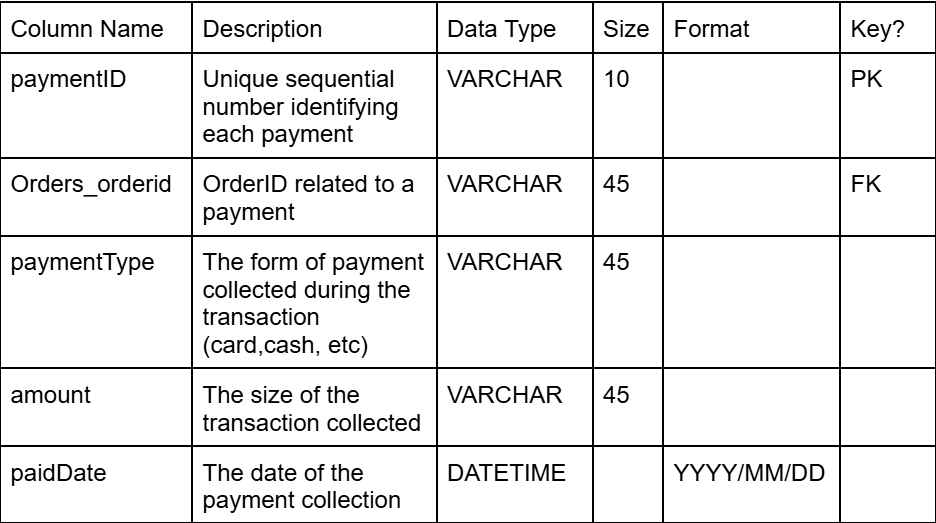 Column Name Description Data Type Size Format Key?
paymentID Unique sequential VARCHAR 10 PK
number identifying
each payment
Orders_orderid OrderID related to a VARCHAR 45 FK
payment
paymentType The form of payment VARCHAR 45
collected during the
transaction
(card,cash, etc)
amount The size of the VARCHAR 45
transaction collected
paidDate The date of the DATETIME YYYY/MM/DD
payment collection